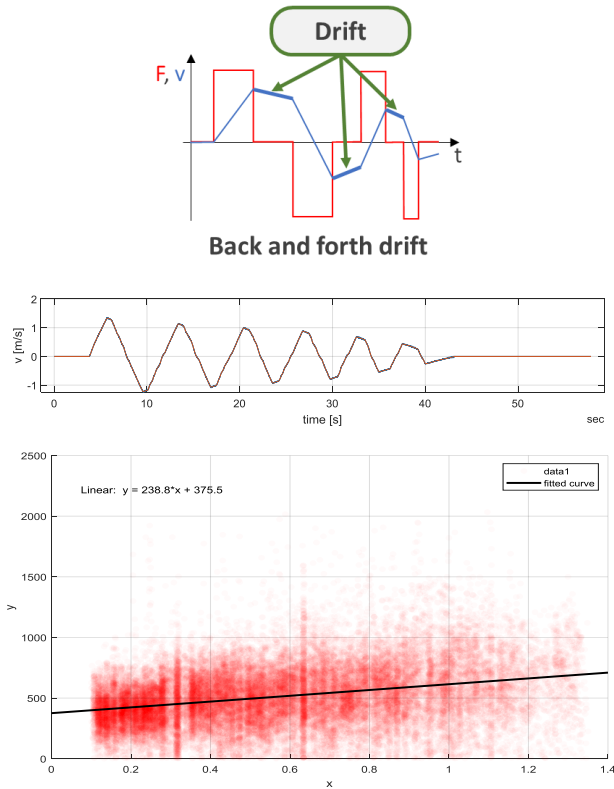 Drift
F, v
t
Back and forth drift
2
1
0
-1
v [m/s]
0
10
20
30
40
50
time [s]
sec
2500
2000
1500
1000
500
0
y
Linear:  y = 238.8*x + 375.5
data1
fitted curve
0
0.2
0.4
0.6
0.8
1
1.2
1.4
x